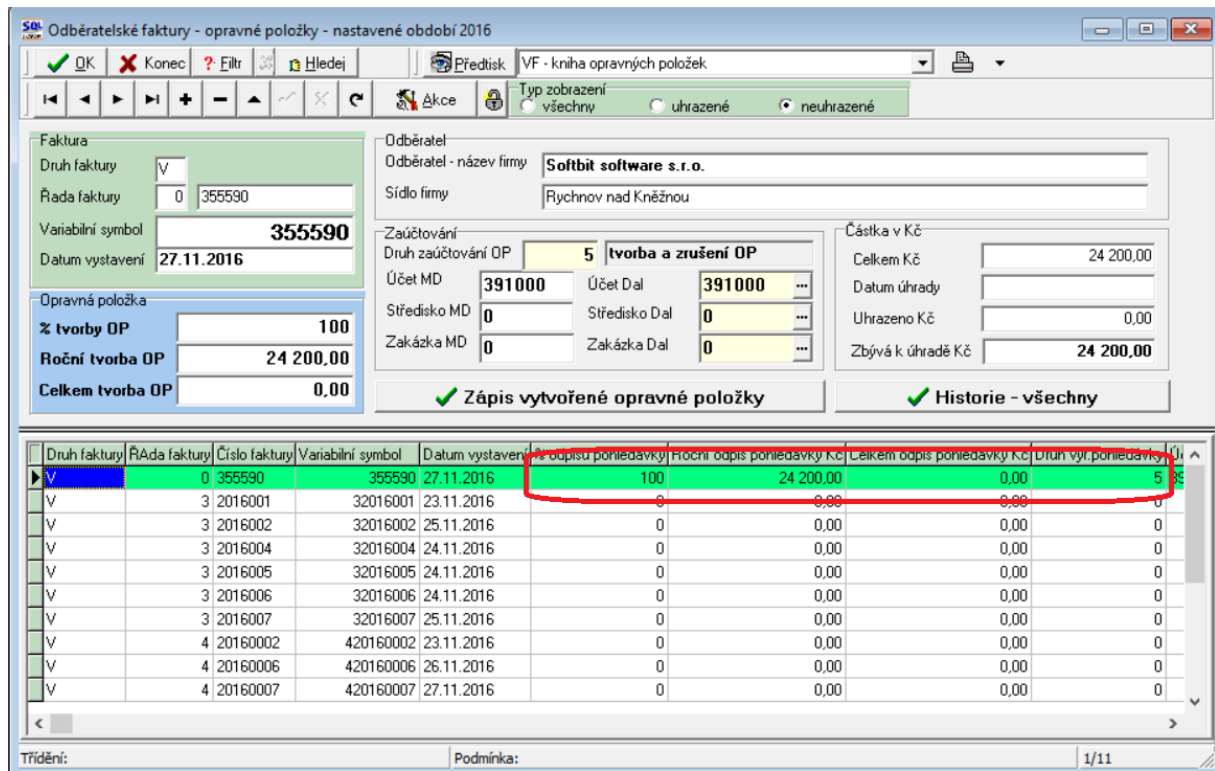 Odběratelské faktury - opravné položky - nastavené období 2016
OK Konec Filtr Hledej Předtisk VF - kniha opravných položek
Akce Typ zobrazení
všechny uhrazené neuhrazené
Faktura
Druh faktury V
Řada faktury 0 355590
Variabilní symbol 355590
Datum vystavení 27.11.2016
Opravná položka
% tvorby OP 100
Roční tvorba OP 24 200,00
Celkem tvorba OP 0,00
Odběratel
Odběratel - název firmy Softbit software s.r.o.
Sídlo firmy Rychnov nad Kněžnou
Zaúčtování
Druh zaúčtování OP 5 tvorba a zrušení OP
Účet MD 391000 Účet Dal 391000 ...
Středisko MD 0 Středisko Dal 0 ...
Zakázka MD 0 Zakázka Dal 0 ...
Částka v Kč
Celkem Kč 24 200,00
Datum úhrady
Uhrazeno Kč 0,00
Zbývá k úhradě Kč 24 200,00
Zápis vytvořené opravné položky Historie - všechny
Druh faktury ŘAda faktury Číslo faktury Variabilní symbol Datum vystavení % odpisu pohledávky Roční odpis pohledávky Kč Celkem odpis pohledávky Kč Druh vyr.pohledávky
V 0 355590 355590 27.11.2016 100 24 200,00 0,00 5
V 3 2016001 32016001 23.11.2016 0 0,00 0,00 0
V 3 2016002 32016002 25.11.2016 0 0,00 0,00 0
V 3 2016004 32016004 24.11.2016 0 0,00 0,00 0
V 3 2016005 32016005 24.11.2016 0 0,00 0,00 0
V 3 2016006 32016006 24.11.2016 0 0,00 0,00 0
V 3 2016007 32016007 25.11.2016 0 0,00 0,00 0
V 4 20160002 420160002 23.11.2016 0 0,00 0,00 0
V 4 20160006 420160006 26.11.2016 0 0,00 0,00 0
V 4 20160007 420160007 27.11.2016 0 0,00 0,00 0
Třídění: Podmínka: 1/11